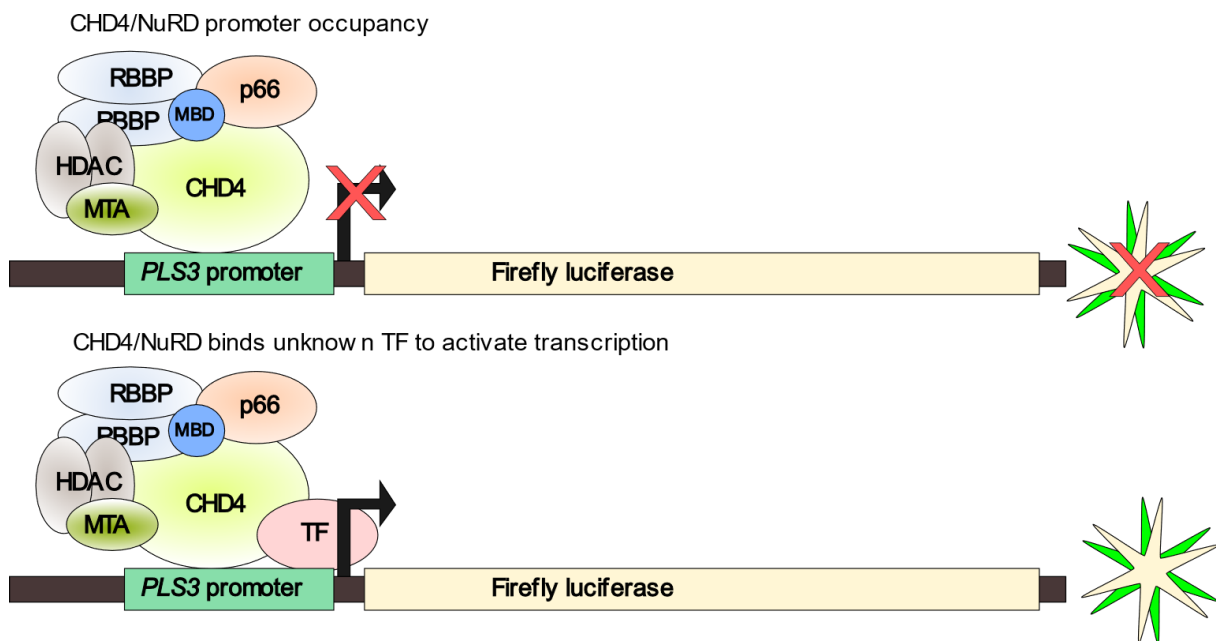 CHD4/NuRD promoter occupancy
RBBP
p66
RBBP
MBD
HDAC
CHD4
MTA
PLS3 promoter
Firefly luciferase
CHD4/NuRD binds unknown TF to activate transcription
RBBP
p66
RBBP
MBD
HDAC
CHD4
MTA
TF
PLS3 promoter
Firefly luciferase